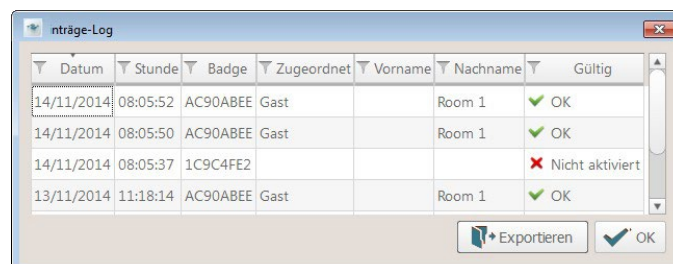 inträge-Log
Datum Stunde Badge Zugeordnet Vorname Nachname Gültig
14/11/2014 08:05:52 AC90ABEE Gast Room 1 OK
14/11/2014 08:05:50 AC90ABEE Gast Room 1 OK
14/11/2014 08:05:37 1C9C4FE2 Nicht aktiviert
13/11/2014 11:18:14 AC90ABEE Gast Room 1 OK
Exportieren OK